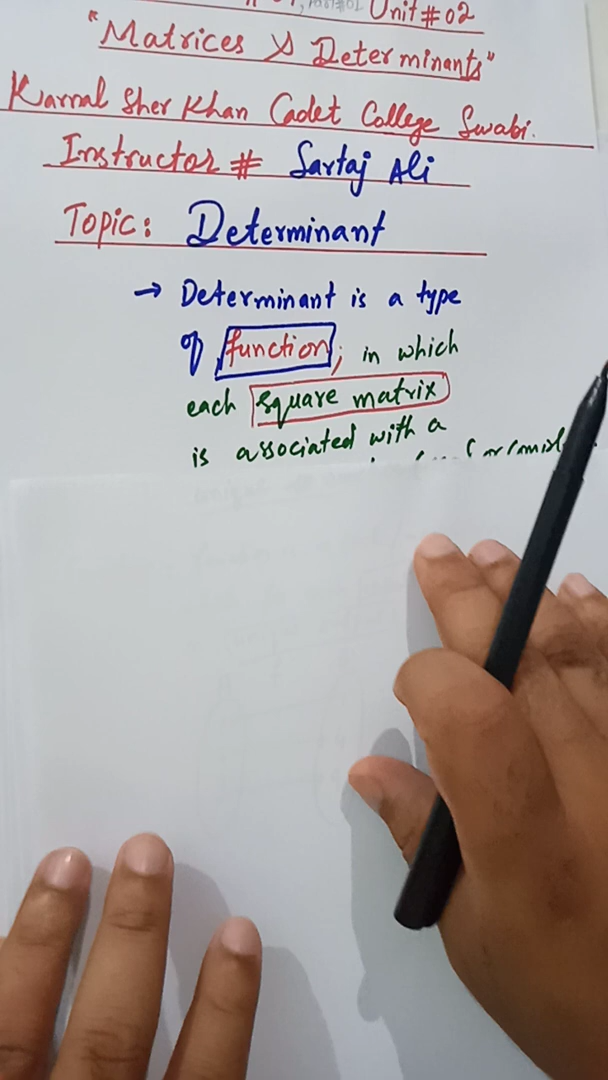 Unit#02
"Matrices & Determinants"
Karnal Sher Khan Cadet College Swabi.
Instructor # Sartaj Ali
Topic: Determinant
→ Determinant is a type
of function; in which
each square matrix
is associated with a